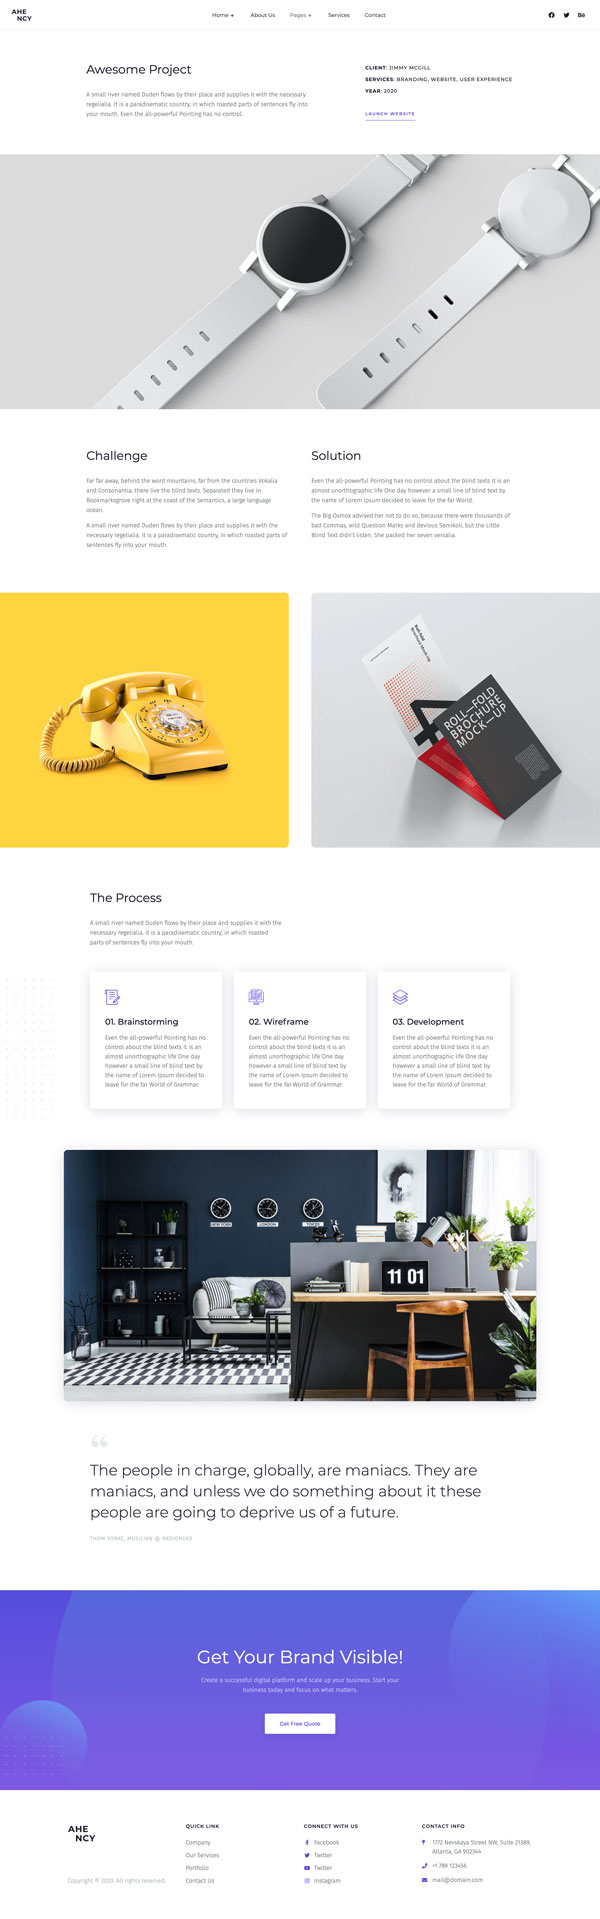 AHE
NCY
Home +
About Us
Pages +
Services
Contact
Awesome Project
A small river named Duden flows by their place and supplies it with the necessary
regelialia. It is a paradisematic country, in which roasted parts of sentences fly into
your mouth. Even the all-powerful Pointing has no control.
CLIENT: JIMMY MCGILL
SERVICES: BRANDING, WEBSITE, USER EXPERIENCE
YEAR: 2020
LAUNCH WEBSITE
Challenge
Far far away, behind the word mountains, far from the countries Vokalia
and Consonantia, there live the blind texts. Separated they live in
Bookmarksgrove right at the coast of the Semantics, a large language
ocean.
A small river named Duden flows by their place and supplies it with the
necessary regelialia. It is a paradisematic country, in which roasted parts of
sentences fly into your mouth.
Solution
Even the all-powerful Pointing has no control about the blind texts it is an
almost unorthographic life One day however a small line of blind text by
the name of Lorem Ipsum decided to leave for the far World.
The Big Oxmox advised her not to do so, because there were thousands of
bad Commas, wild Question Marks and devious Semikoli, but the Little
Blind Text didn't listen. She packed her seven versalia.
ROLL-FOLD
BROCHURE
MOCK-UP
The Process
A small river named Duden flows by their place and supplies it with the
necessary regelialia. It is a paradisematic country, in which roasted
parts of sentences fly into your mouth.
01. Brainstorming
Even the all-powerful Pointing has no
control about the blind texts it is an
almost unorthographic life One day
however a small line of blind text by
the name of Lorem Ipsum decided to
leave for the far World of Grammar.
02. Wireframe
Even the all-powerful Pointing has no
control about the blind texts it is an
almost unorthographic life One day
however a small line of blind text by
the name of Lorem Ipsum decided to
leave for the far World of Grammar.
03. Development
Even the all-powerful Pointing has no
control about the blind texts it is an
almost unorthographic life One day
however a small line of blind text by
the name of Lorem Ipsum decided to
leave for the far World of Grammar.
NEW YORK
LONDON
TOKYO
11 01
The people in charge, globally, are maniacs. They are
maniacs, and unless we do something about it these
people are going to deprive us of a future.
THOM YORKE, MUSICIAN @ RADIOHEAD
Get Your Brand Visible!
Create a successful digital platform and scale up your business. Start your
business today and focus on what matters.
Get Free Quote
AHE
NCY
Copyright © 2020. All rights reserved.
QUICK LINK
Company
Our Services
Portfolio
Contact Us
CONNECT WITH US
Facebook
Twitter
Twitter
Instagram
CONTACT INFO
1772 Nevskaya Street NW, Suite 21389,
Atlanta, GA 902344
+1 789 123456
mail@domain.com